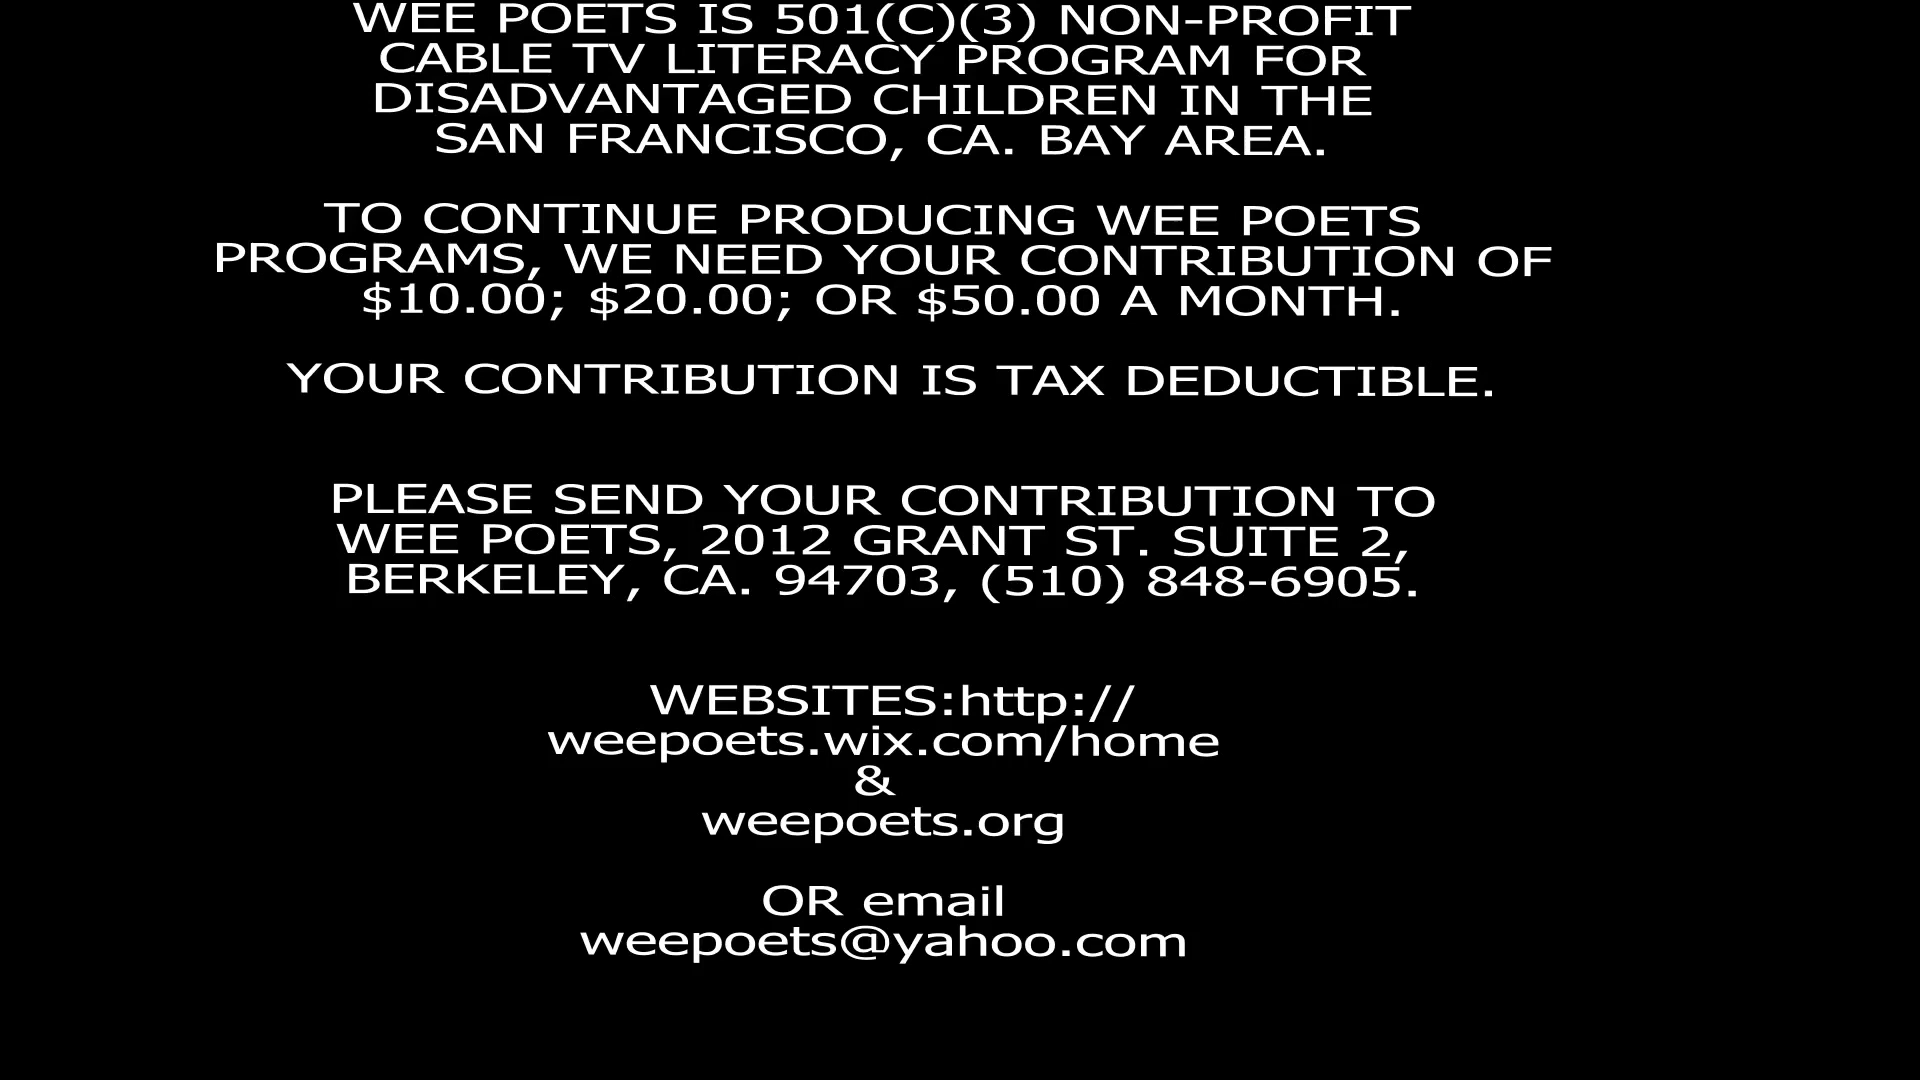 WEE POETS IS 501(C)(3) NON-PROFIT
CABLE TV LITERACY PROGRAM FOR
DISADVANTAGED CHILDREN IN THE
SAN FRANCISCO, CA. BAY AREA.
TO CONTINUE PRODUCING WEE POETS
PROGRAMS, WE NEED YOUR CONTRIBUTION OF
$10.00; $20.00; OR $50.00 A MONTH.
YOUR CONTRIBUTION IS TAX DEDUCTIBLE.
PLEASE SEND YOUR CONTRIBUTION TO
WEE POETS, 2012 GRANT ST. SUITE 2,
BERKELEY, CA. 94703, (510) 848-6905.
WEBSITES:http://
weepoets.wix.com/home
&
weepoets.org
OR email
weepoets@yahoo.com